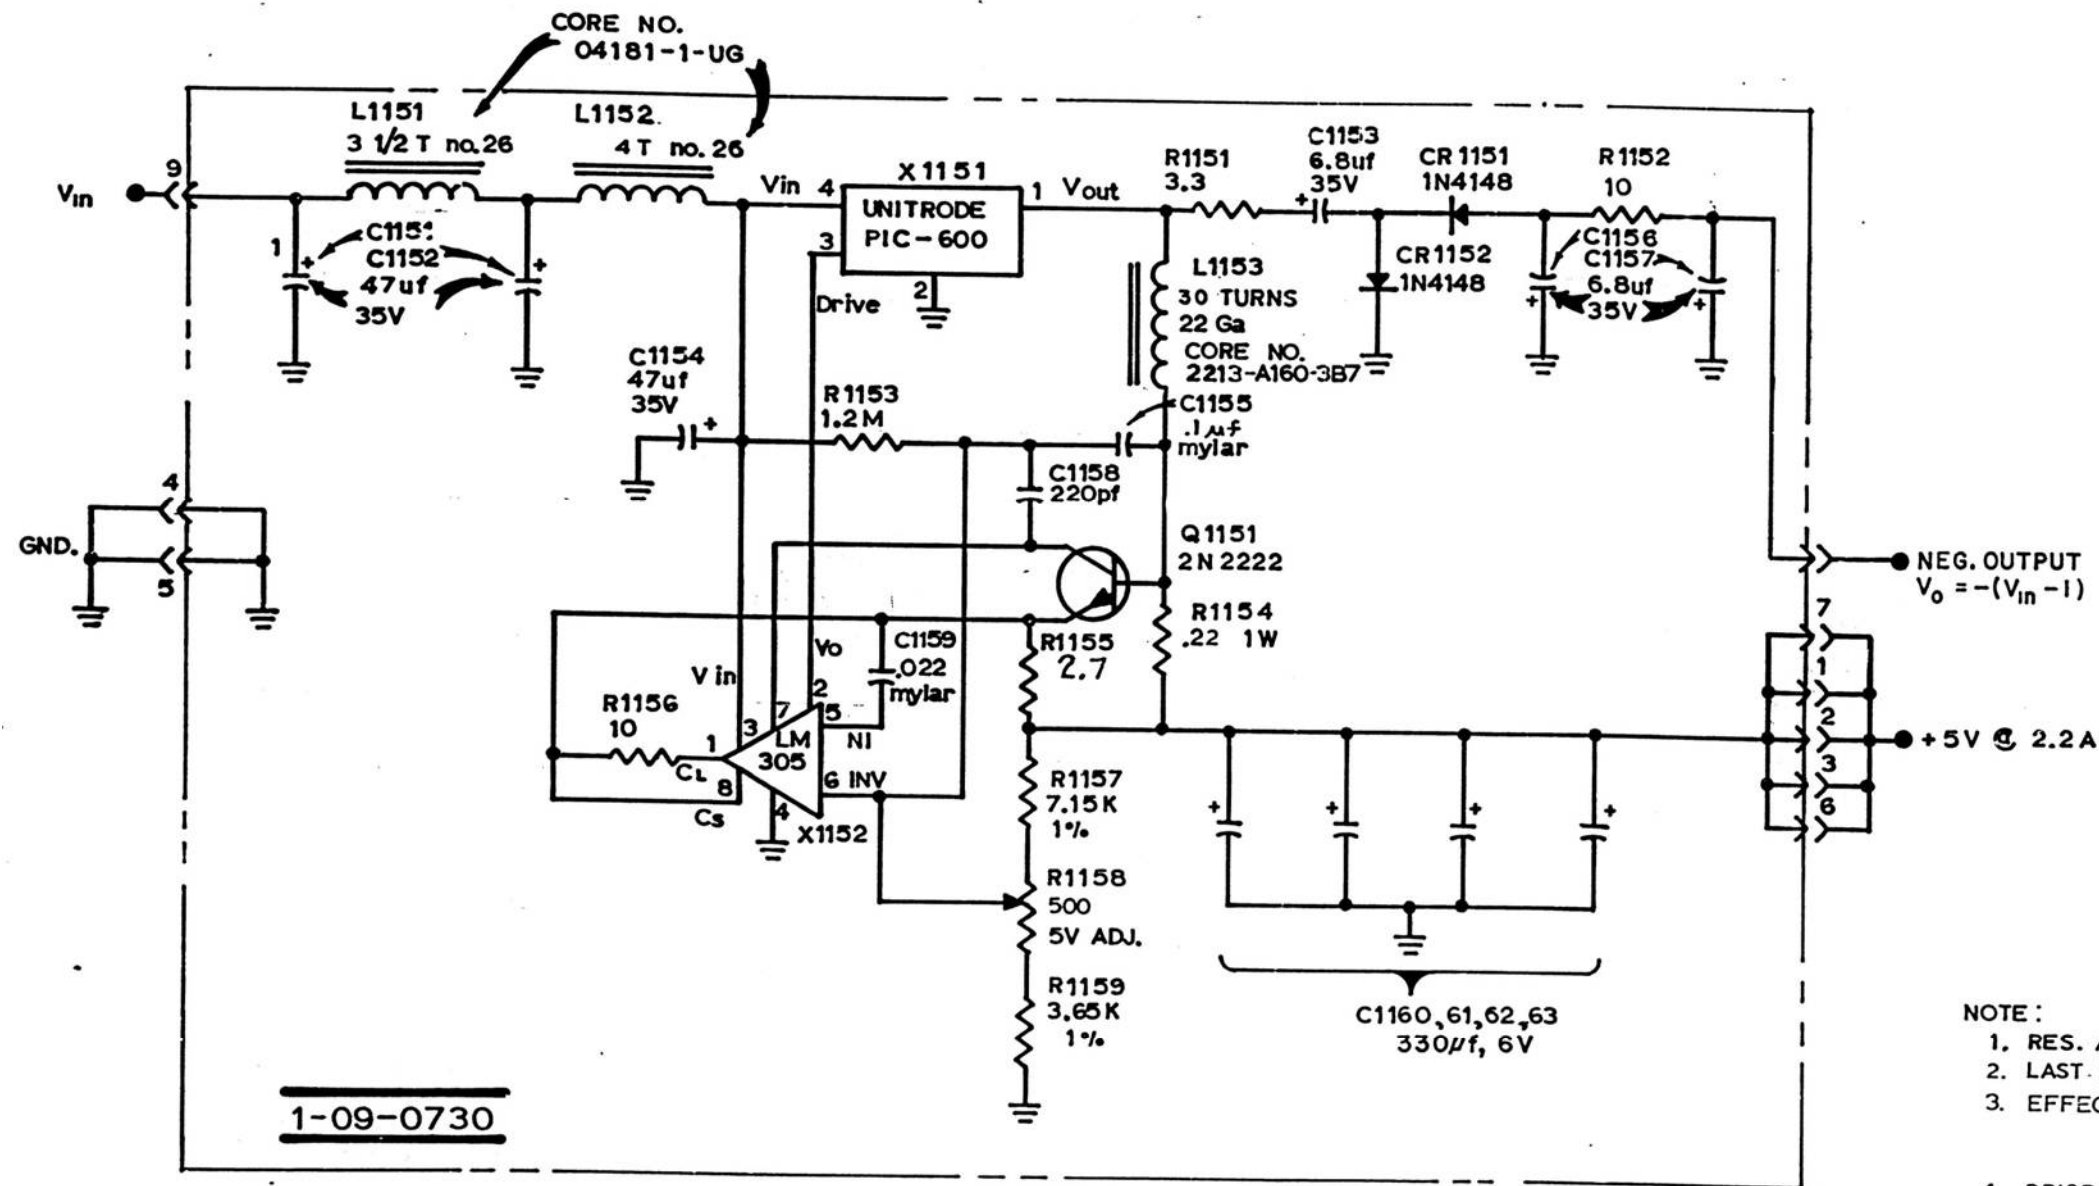 CORE NO.
04181-1-UG
L1151
3 1/2 T no.26
L1152.
4 T no.26
9
Vin
1
C1151
C1152
47uf
35V
Vin
4
X1151
UNITRODE
PIC-600
1
Vout
3
2
Drive
R1151
3.3
C1153
6.8uf
35V
+
CR1151
1N4148
R1152
10
CR1152
1N4148
C1156
C1157
6.8uf
35V
+
+
+
+
L1153
30 TURNS
22 Ga
CORE NO.
2213-A160-3B7
C1154
47uf
35V
+
R1153
1.2M
C1155
.1µf
mylar
C1158
220pf
4
GND.
5
Q1151
2N2222
R1154
.22 1W
NEG. OUTPUT
Vo = -(Vin -1)
7
1
2
3
6
+5V @ 2.2A
C1159
.022
mylar
R1155
2.7
Vo
V in
2
7
5
3
NI
LM
305
1
CL
8
Cs
6 INV
4
X1152
R1156
10
R1157
7.15K
1%
R1158
500
5V ADJ.
R1159
3.65K
1%
+
+
+
+
C1160,61,62,63
330µf, 6V
1-09-0730
NOTE:
1. RES.
2. LAST
3. EFFEC